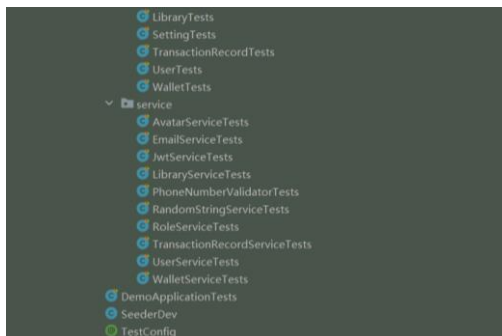 LibraryTests
SettingTests
TransactionRecordTests
UserTests
WalletTests
service
AvatarServiceTests
EmailServiceTests
JwtServiceTests
LibraryServiceTests
PhoneNumberValidatorTests
RandomStringServiceTests
RoleServiceTests
TransactionRecordServiceTests
UserServiceTests
WalletServiceTests
DemoApplicationTests
SeederDev
TestConfig